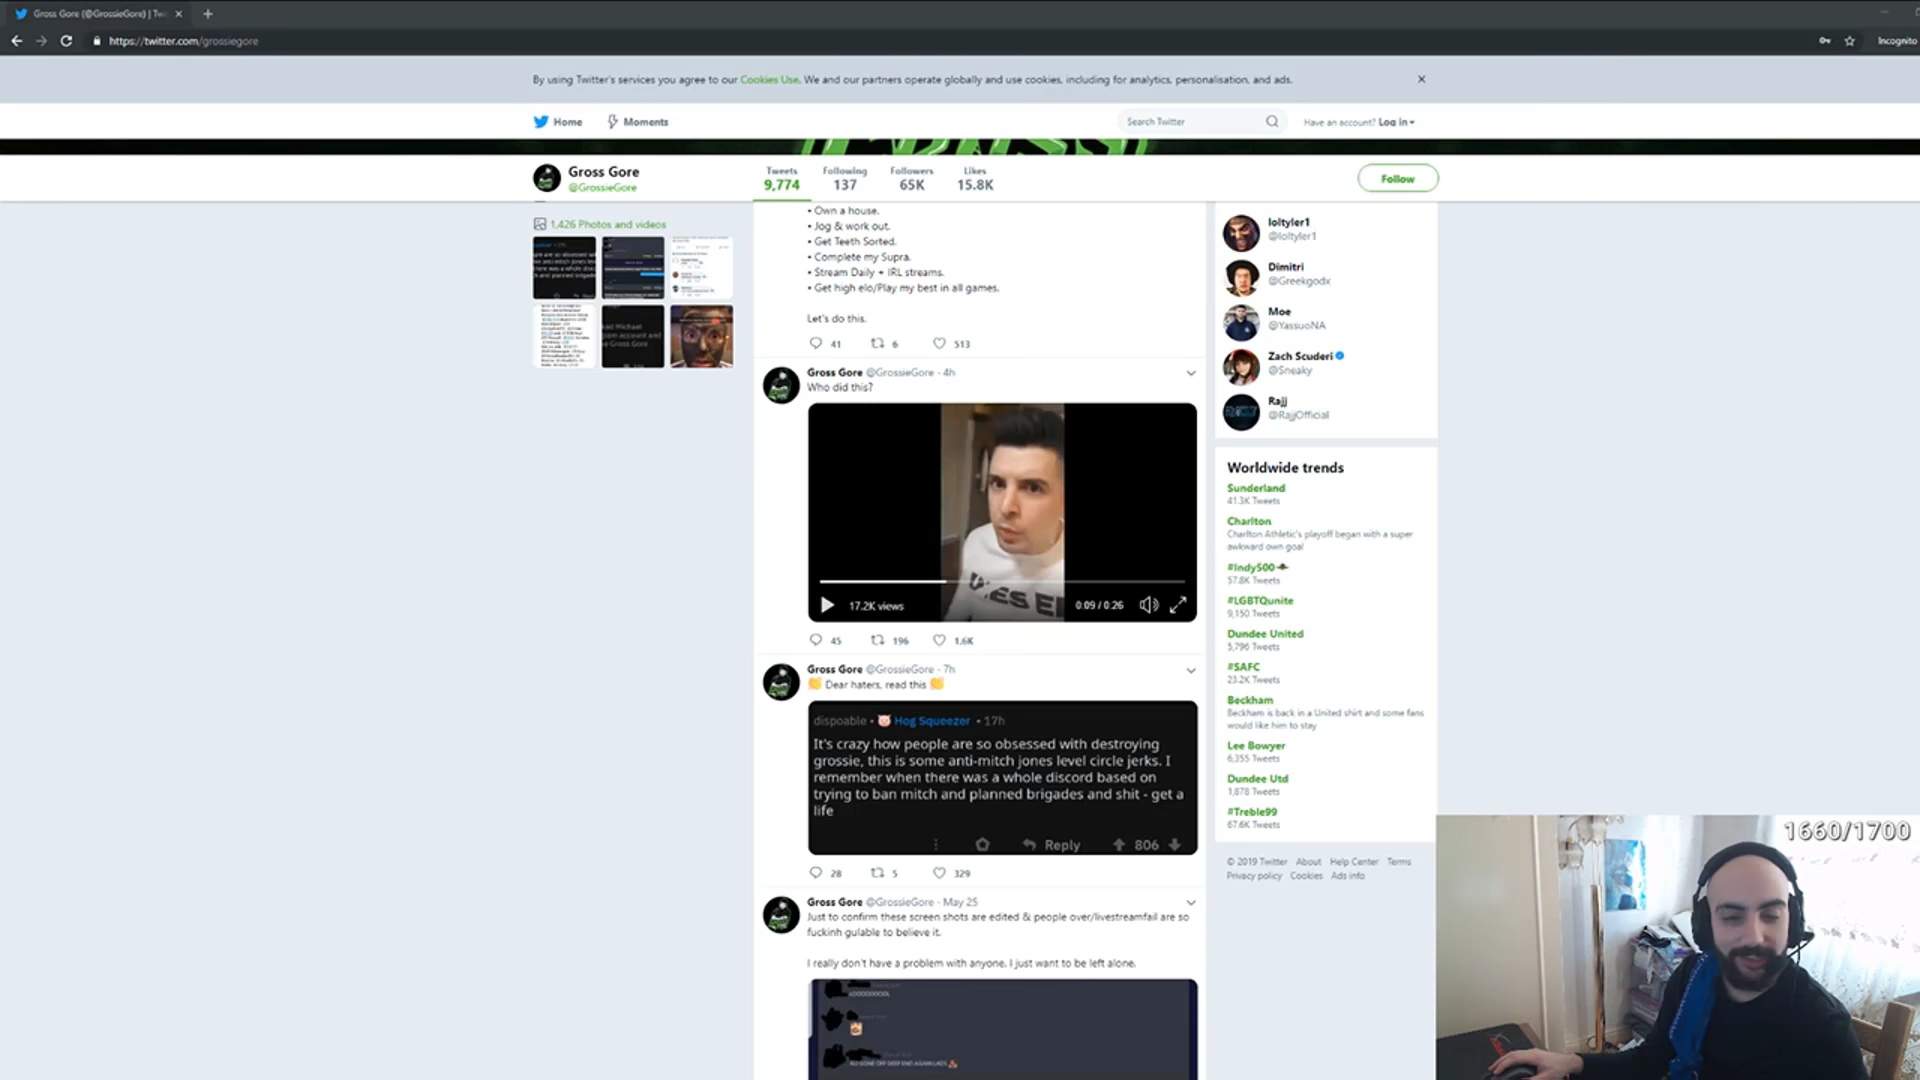 Gross Gore (@GrossieGore) | Tw
https://twitter.com/grossiegore
Incognito
By using Twitter's services you agree to our Cookies Use. We and our partners operate globally and use cookies, including for analytics, personalisation, and ads.
Home
Moments
Search Twitter
Have an account? Log in
Gross Gore
@GrossieGore
Tweets
9,774
Following
137
Followers
65K
Likes
15.8K
Follow
1,426 Photos and videos
• Own a house.
• Jog & work out.
• Get Teeth Sorted.
• Complete my Supra.
• Stream Daily + IRL streams.
• Get high elo/Play my best in all games.
Let's do this.
41 6 513
Gross Gore @GrossieGore · 4h
Who did this?
17.2K views
0:09 / 0:26
45 196 1.6K
Gross Gore @GrossieGore · 7h
Dear haters, read this
dispoable • Hog Squeezer • 17h
It's crazy how people are so obsessed with destroying
grossie, this is some anti-mitch jones level circle jerks. I
remember when there was a whole discord based on
trying to ban mitch and planned brigades and shit - get a
life
Reply 806
28 5 329
Gross Gore @GrossieGore · May 25
Just to confirm these screen shots are edited & people over/livestreamfail are so
fuckinh gulable to believe it.
I really don't have a problem with anyone. I just want to be left alone.
loltyler1
@loltyler1
Dimitri
@Greekgodx
Moe
@YassuoNA
Zach Scuderi
@Sneaky
Rajj
@RajjOfficial
Worldwide trends
Sunderland
41.3K Tweets
Charlton
Charlton Athletic's playoff began with a super
awkward own goal
#Indy500
57.8K Tweets
#LGBTQunite
9,150 Tweets
Dundee United
5,796 Tweets
#SAFC
23.2K Tweets
Beckham
Beckham is back in a United shirt and some fans
would like him to stay
Lee Bowyer
6,355 Tweets
Dundee Utd
1,878 Tweets
#Treble99
67.6K Tweets
© 2019 Twitter About Help Center Terms
Privacy policy Cookies Ads info
1660/1700